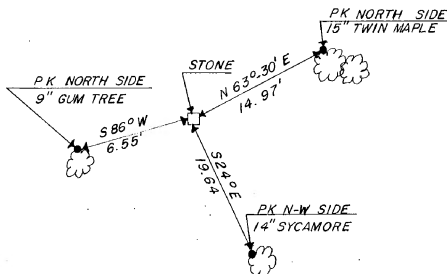 PK NORTH SIDE
15" TWIN MAPLE
STONE
N 63°-30' E
14.97'
PK NORTH SIDE
9" GUM TREE
S 86° W
6.55'
S 24° E
19.64
PK N-W SIDE
14" SYCAMORE